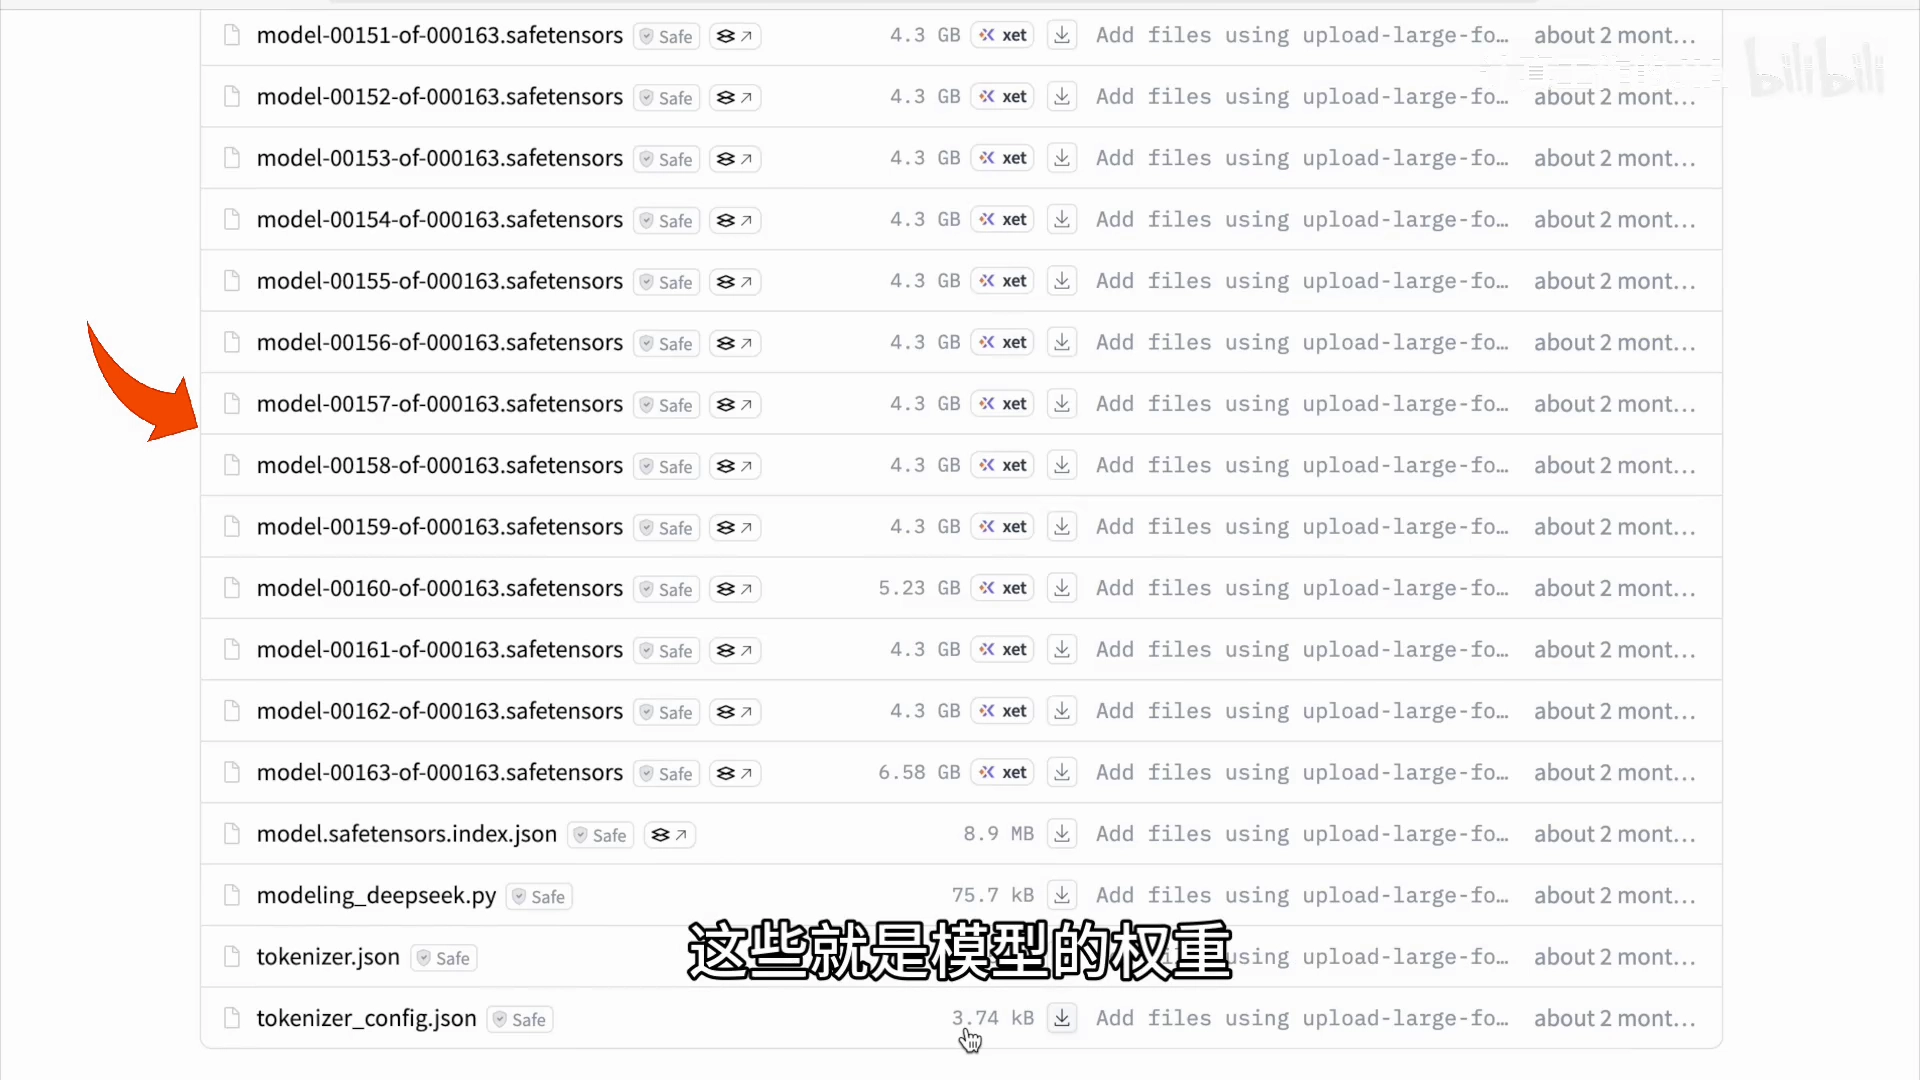 model-00151-of-000163.safetensors Safe 4.3 GB xet Add files using upload-large-fo… about 2 mont…
bilibili
model-00152-of-000163.safetensors Safe 4.3 GB xet Add files using upload-large-fo… about 2 mont…
model-00153-of-000163.safetensors Safe 4.3 GB xet Add files using upload-large-fo… about 2 mont…
model-00154-of-000163.safetensors Safe 4.3 GB xet Add files using upload-large-fo… about 2 mont…
model-00155-of-000163.safetensors Safe 4.3 GB xet Add files using upload-large-fo… about 2 mont…
model-00156-of-000163.safetensors Safe 4.3 GB xet Add files using upload-large-fo… about 2 mont…
model-00157-of-000163.safetensors Safe 4.3 GB xet Add files using upload-large-fo… about 2 mont…
model-00158-of-000163.safetensors Safe 4.3 GB xet Add files using upload-large-fo… about 2 mont…
model-00159-of-000163.safetensors Safe 4.3 GB xet Add files using upload-large-fo… about 2 mont…
model-00160-of-000163.safetensors Safe 5.23 GB xet Add files using upload-large-fo… about 2 mont…
model-00161-of-000163.safetensors Safe 4.3 GB xet Add files using upload-large-fo… about 2 mont…
model-00162-of-000163.safetensors Safe 4.3 GB xet Add files using upload-large-fo… about 2 mont…
model-00163-of-000163.safetensors Safe 6.58 GB xet Add files using upload-large-fo… about 2 mont…
model.safetensors.index.json Safe 8.9 MB Add files using upload-large-fo… about 2 mont…
modeling_deepseek.py Safe 75.7 kB Add files using upload-large-fo… about 2 mont…
这些就是模型的权重
tokenizer.json Safe using upload-large-fo… about 2 mont…
tokenizer_config.json Safe 3.74 kB Add files using upload-large-fo… about 2 mont…